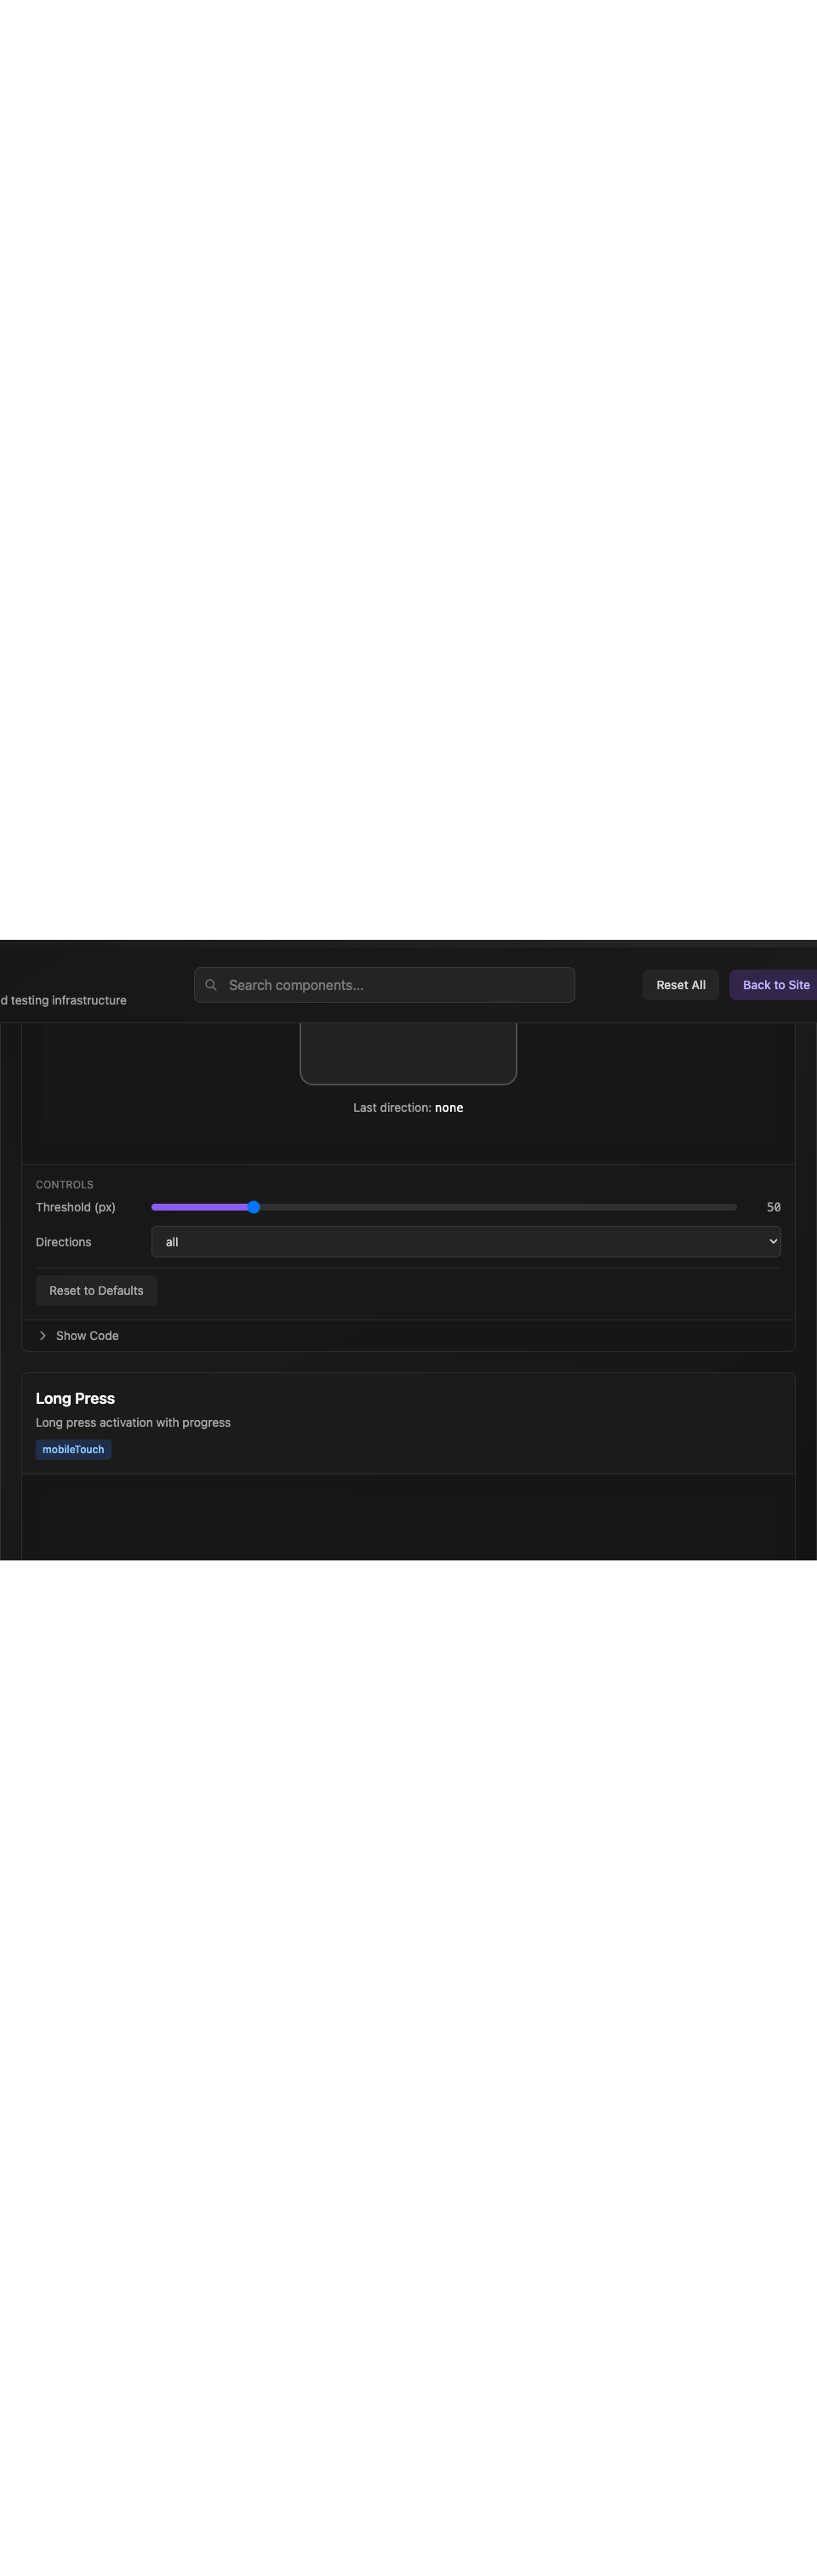 Search components...
Reset All
Back to Site
d testing infrastructure
Last direction: none
CONTROLS
Threshold (px)
50
Directions
all
Reset to Defaults
Show Code
Long Press
Long press activation with progress
mobileTouch